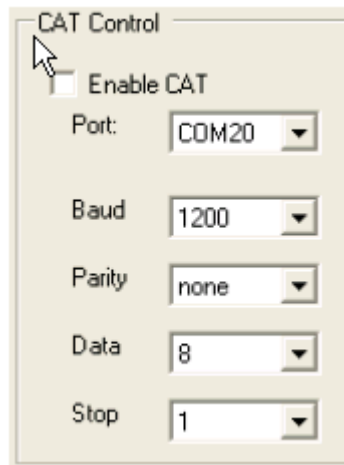 CAT Control
Enable CAT
Port: COM20
Baud 1200
Parity none
Data 8
Stop 1